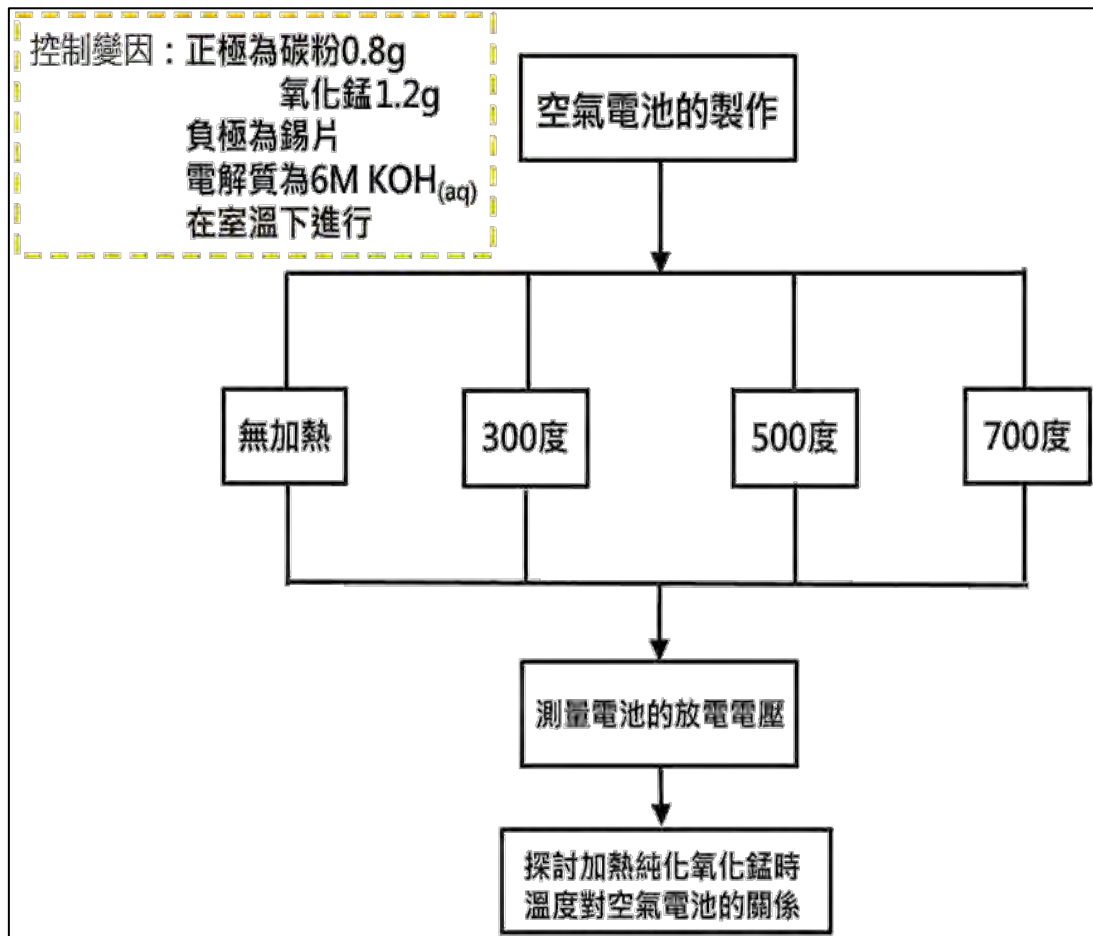 控制變因：正極為碳粉0.8g
氧化錳1.2g
負極為錫片
電解質為6M KOH(aq)
在室溫下進行
空氣電池的製作
無加熱
300度
500度
700度
測量電池的放電電壓
探討加熱純化氧化錳時
溫度對空氣電池的關係